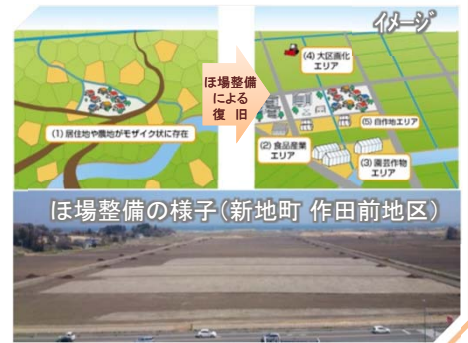 イメージ
(4) 大区画化
エリア
ほ場整備
による
復 旧
(5) 自作地エリア
(1) 居住地や農地がモザイク状に存在
(2) 食品産業
エリア
(3) 園芸作物
エリア
ほ場整備の様子(新地町 作田前地区)